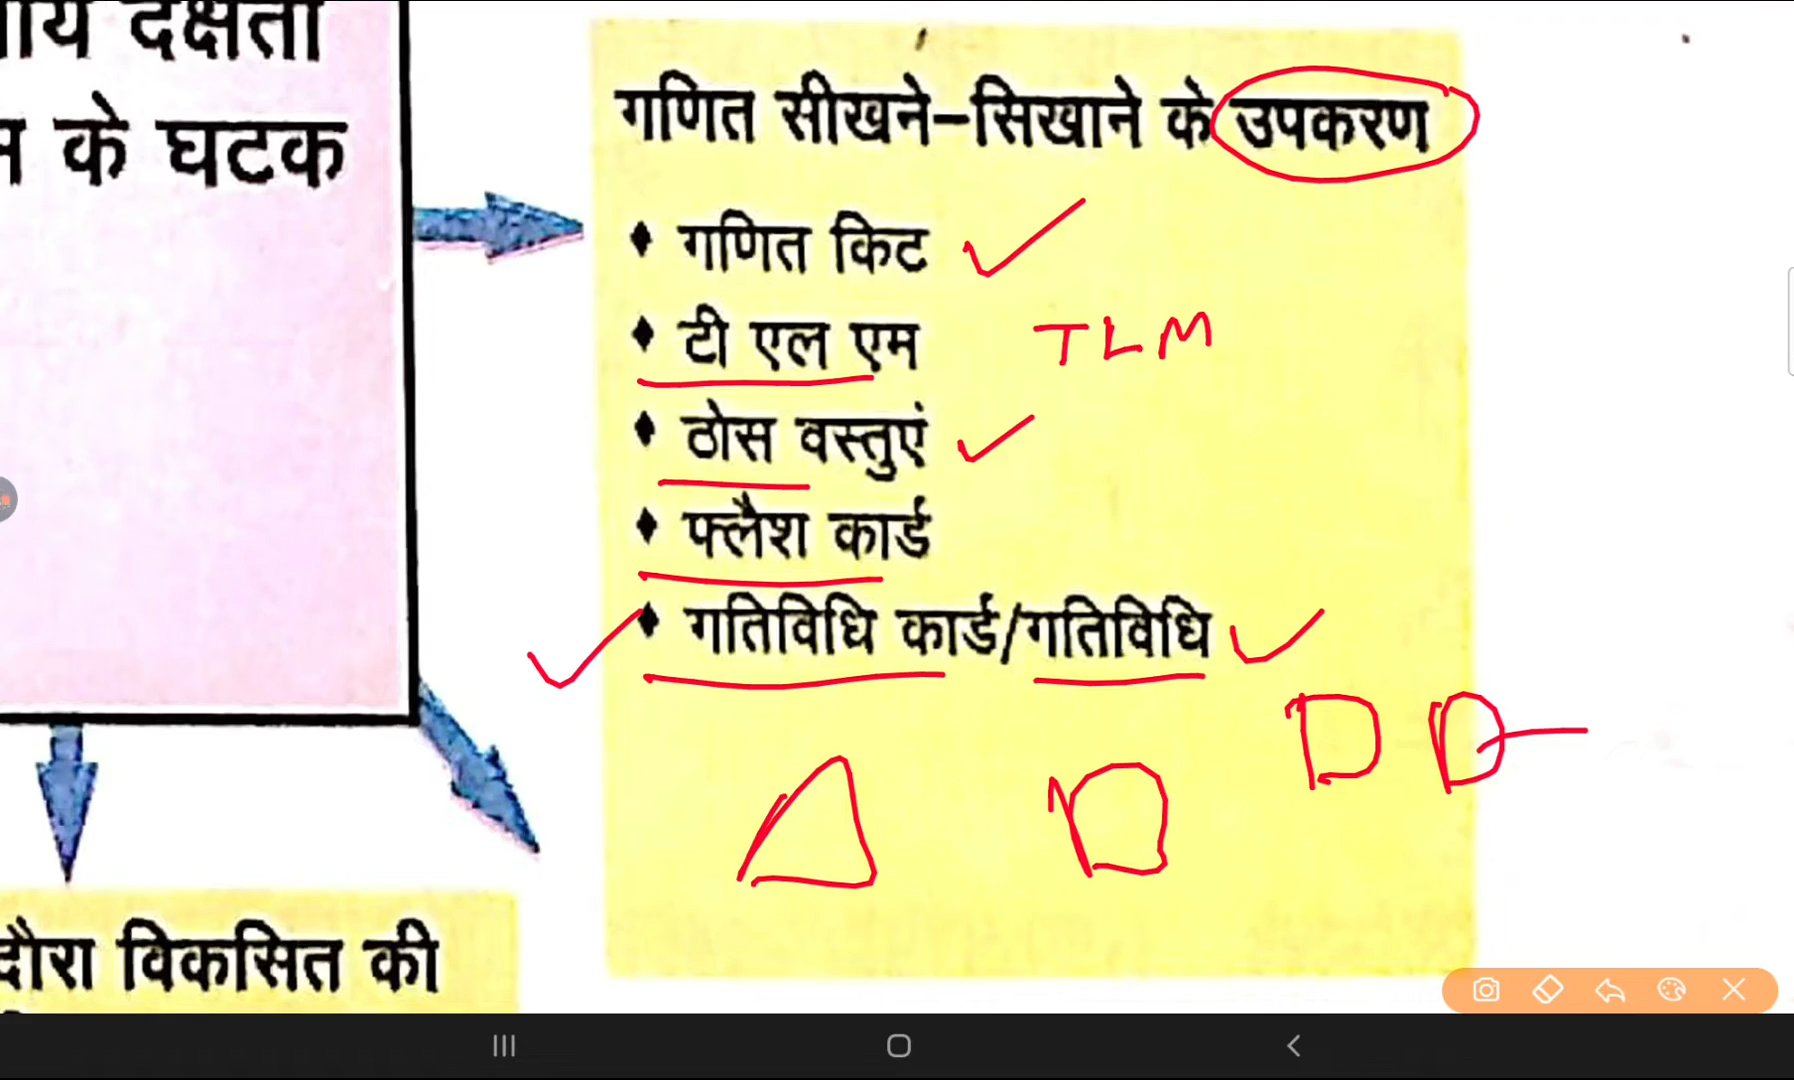 दक्षता
के घटक
गणित सीखने–सिखाने के उपकरण
♦ गणित किट
♦ टी एल एम TLM
♦ ठोस वस्तुएं
♦ फ्लैश कार्ड
♦ गतिविधि कार्ड/गतिविधि
दौरा विकसित की